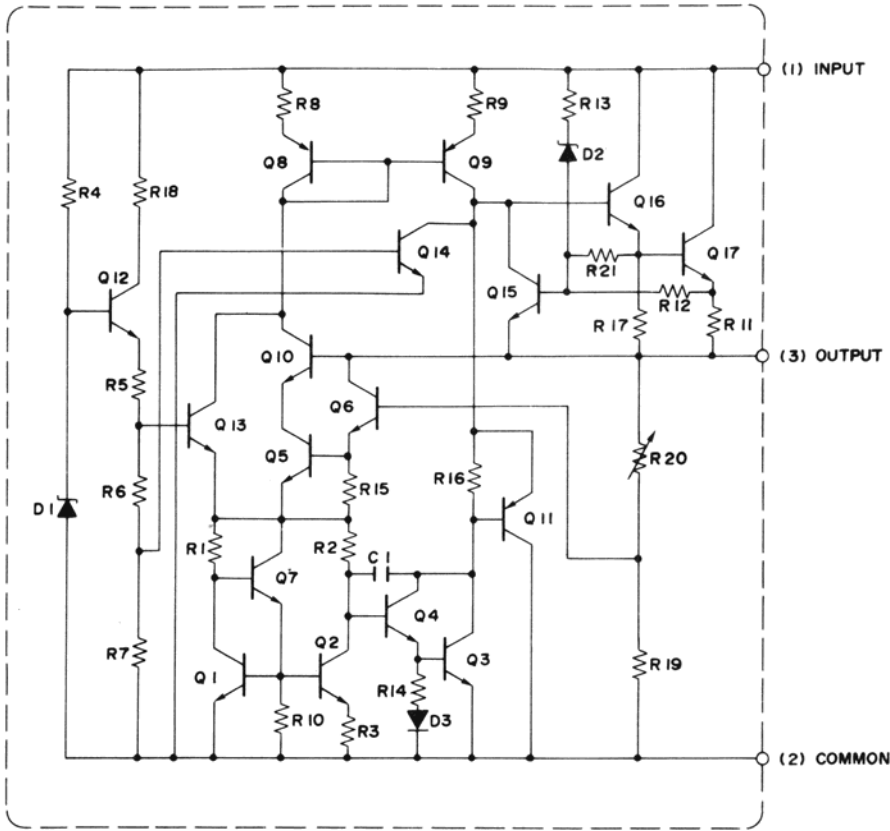 (1) INPUT
R8
R9
R13
D2
Q8
Q9
R4
R18
Q16
Q14
Q17
R21
Q12
Q15
R12
R17
R11
(3) OUTPUT
Q10
R5
Q6
Q13
R20
Q5
R16
R6
R15
D1
Q11
R1
R2
C1
Q7
Q4
R7
Q2
Q3
R19
Q1
R14
R10
R3
D3
(2) COMMON